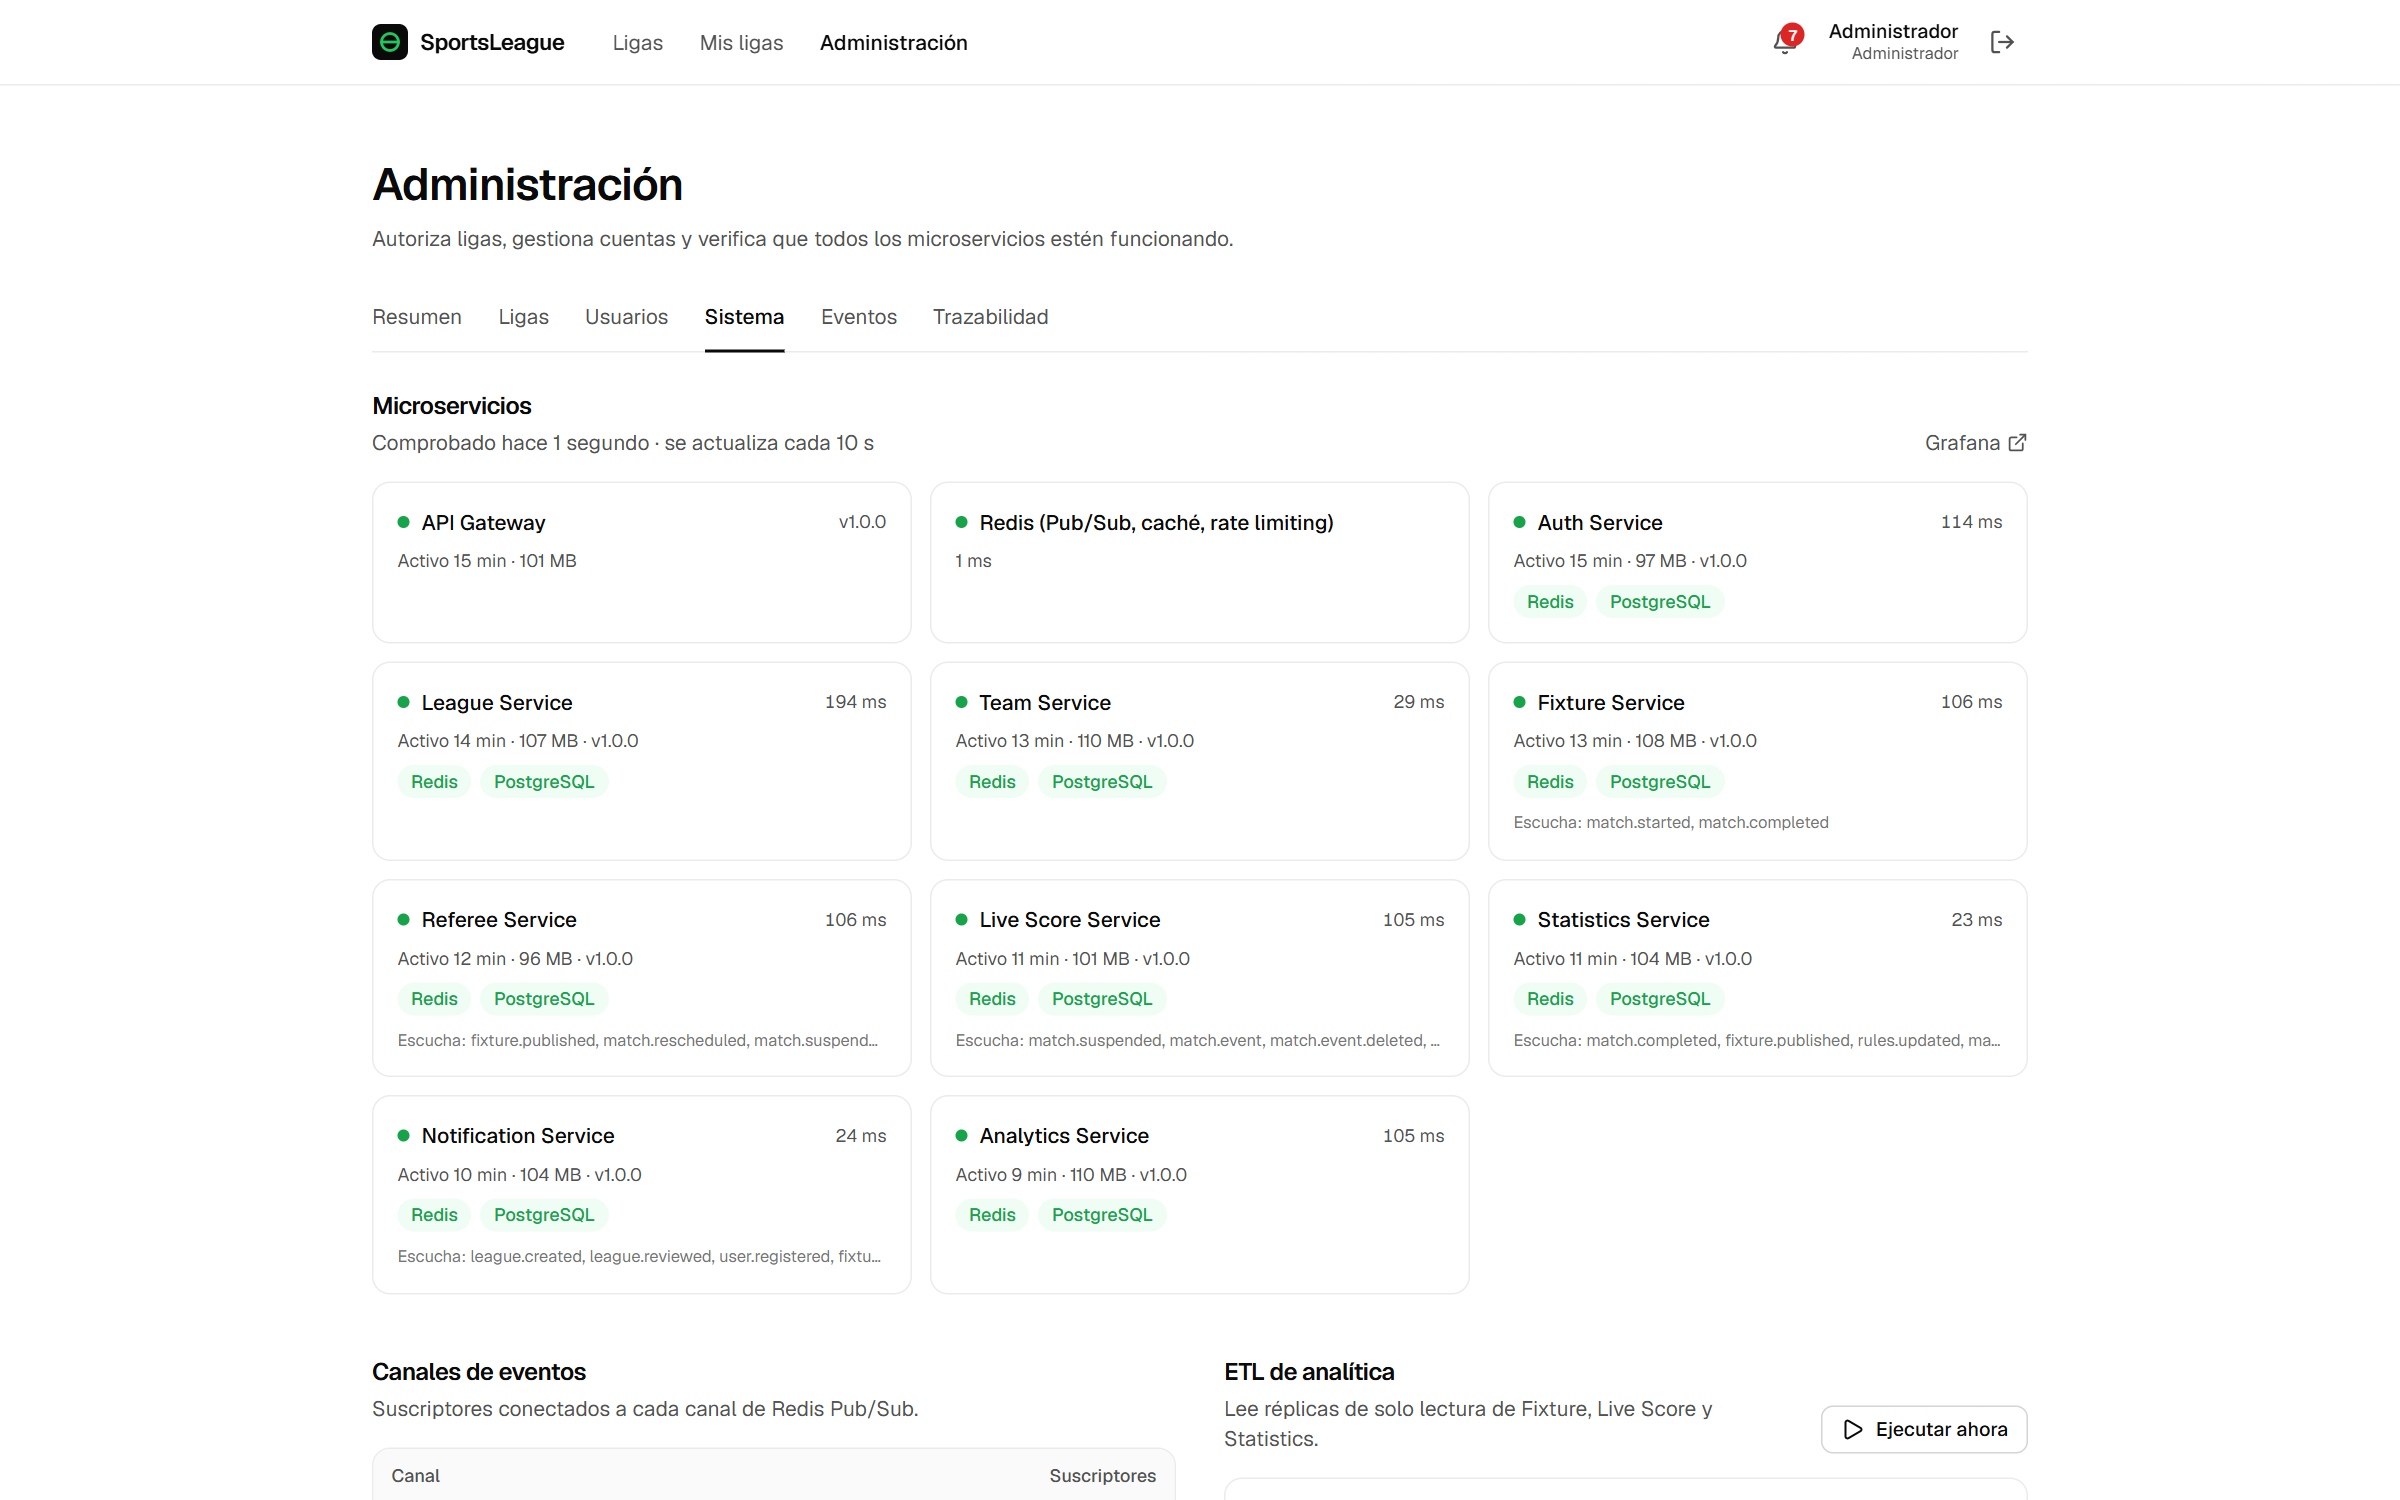 SportsLeague
Ligas
Mis ligas
Administración
7
Administrador
Administrador
Administración
Autoriza ligas, gestiona cuentas y verifica que todos los microservicios estén funcionando.
Resumen
Ligas
Usuarios
Sistema
Eventos
Trazabilidad
Microservicios
Comprobado hace 1 segundo · se actualiza cada 10 s
Grafana
API Gateway
v1.0.0
Activo 15 min · 101 MB
Redis (Pub/Sub, caché, rate limiting)
1 ms
Auth Service
114 ms
Activo 15 min · 97 MB · v1.0.0
Redis
PostgreSQL
League Service
194 ms
Activo 14 min · 107 MB · v1.0.0
Redis
PostgreSQL
Team Service
29 ms
Activo 13 min · 110 MB · v1.0.0
Redis
PostgreSQL
Fixture Service
106 ms
Activo 13 min · 108 MB · v1.0.0
Redis
PostgreSQL
Escucha: match.started, match.completed
Referee Service
106 ms
Activo 12 min · 96 MB · v1.0.0
Redis
PostgreSQL
Escucha: fixture.published, match.rescheduled, match.suspend...
Live Score Service
105 ms
Activo 11 min · 101 MB · v1.0.0
Redis
PostgreSQL
Escucha: match.suspended, match.event, match.event.deleted, ...
Statistics Service
23 ms
Activo 11 min · 104 MB · v1.0.0
Redis
PostgreSQL
Escucha: match.completed, fixture.published, rules.updated, ma...
Notification Service
24 ms
Activo 10 min · 104 MB · v1.0.0
Redis
PostgreSQL
Escucha: league.created, league.reviewed, user.registered, fixtu...
Analytics Service
105 ms
Activo 9 min · 110 MB · v1.0.0
Redis
PostgreSQL
Canales de eventos
Suscriptores conectados a cada canal de Redis Pub/Sub.
Canal
Suscriptores
ETL de analítica
Lee réplicas de solo lectura de Fixture, Live Score y
Statistics.
Ejecutar ahora